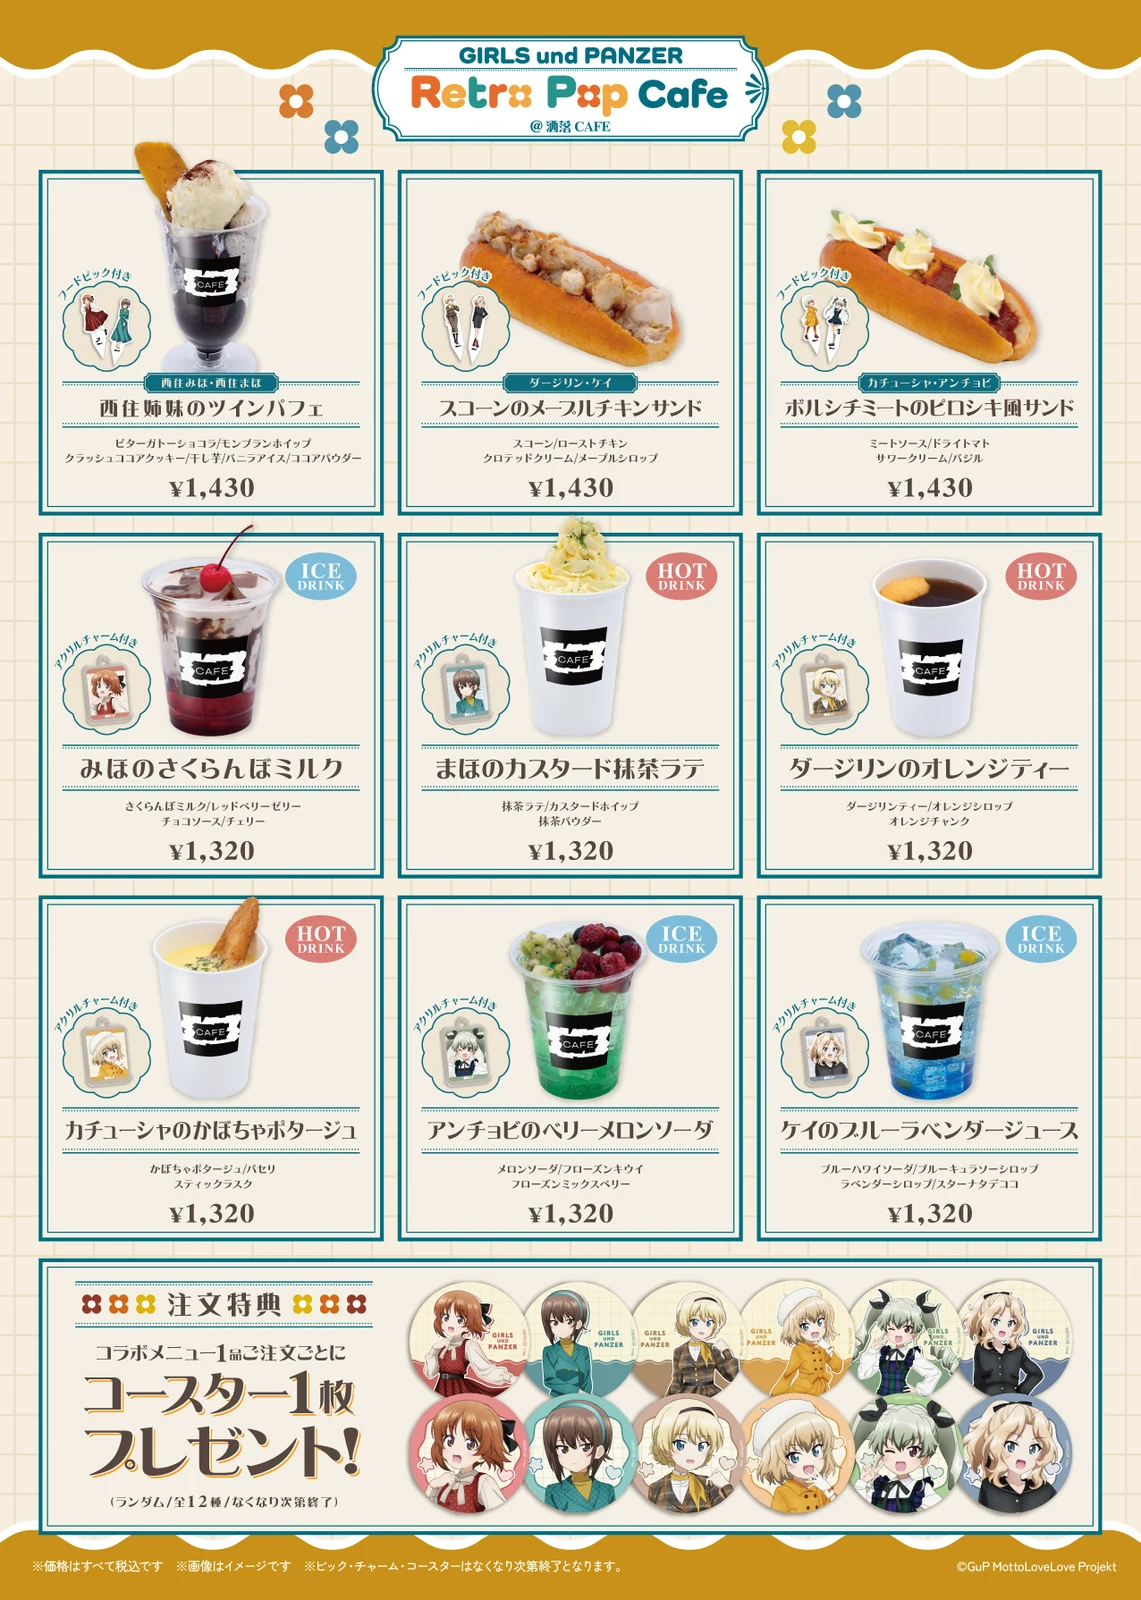 GIRLS und PANZER
Retro Pop Cafe
@ 洒落 CAFE
フードピック付き
CAFE
西住みほ・西住まほ
西住姉妹のツインパフェ
ビターガトーショコラ/モンブランホイップ
クラッシュココアクッキー/干し芋/バニラアイス/ココアパウダー
¥1,430
フードピック付き
ダージリン・ケイ
スコーンのメープルチキンサンド
スコーン/ローストチキン
クロテッドクリーム/メープルシロップ
¥1,430
フードピック付き
カチューシャ・アンチョビ
ボルシチミートのピロシキ風サンド
ミートソース/ドライトマト
サワークリーム/バジル
¥1,430
ICE
DRINK
アクリルチャーム付き
CAFE
みほのさくらんぼミルク
さくらんぼミルク/レッドベリーゼリー
チョコソース/チェリー
¥1,320
HOT
DRINK
アクリルチャーム付き
CAFE
まほのカスタード抹茶ラテ
抹茶ラテ/カスタードホイップ
抹茶パウダー
¥1,320
HOT
DRINK
アクリルチャーム付き
CAFE
ダージリンのオレンジティー
ダージリンティー/オレンジシロップ
オレンジチャンク
¥1,320
HOT
DRINK
アクリルチャーム付き
CAFE
カチューシャのかぼちゃポタージュ
かぼちゃポタージュ/パセリ
スティックラスク
¥1,320
ICE
DRINK
アクリルチャーム付き
CAFE
アンチョビのベリーメロンソーダ
メロンソーダ/フローズンキウイ
フローズンミックスベリー
¥1,320
ICE
DRINK
アクリルチャーム付き
CAFE
ケイのブルーラベンダージュース
ブルーハワイソーダ/ブルーキュラソーシロップ
ラベンダーシロップ/スターナタデココ
¥1,320
注文特典
コラボメニュー1品ご注文ごとに
コースター1枚
プレゼント!
(ランダム/全12種/なくなり次第終了)
GIRLS
und
PANZER
GIRLS
und
PANZER
GIRLS
und
PANZER
GIRLS
und
PANZER
GIRLS
und
PANZER
GIRLS
und
PANZER
※価格はすべて税込です ※画像はイメージです ※ピック・チャーム・コースターはなくなり次第終了となります。
©GuP MottoLoveLove Projekt